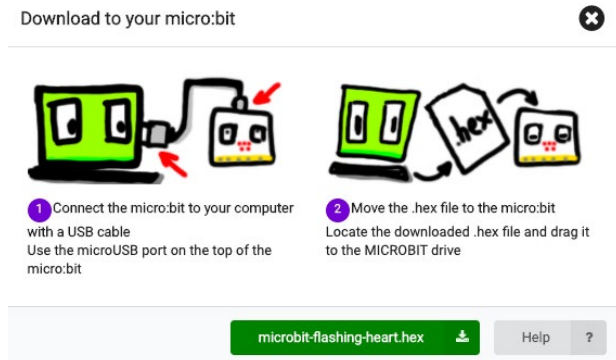 Download to your micro:bit
.hex
1 Connect the micro:bit to your computer
with a USB cable
Use the microUSB port on the top of the
micro:bit
2 Move the .hex file to the micro:bit
Locate the downloaded .hex file and drag it
to the MICROBIT drive
microbit-flashing-heart.hex
Help ?